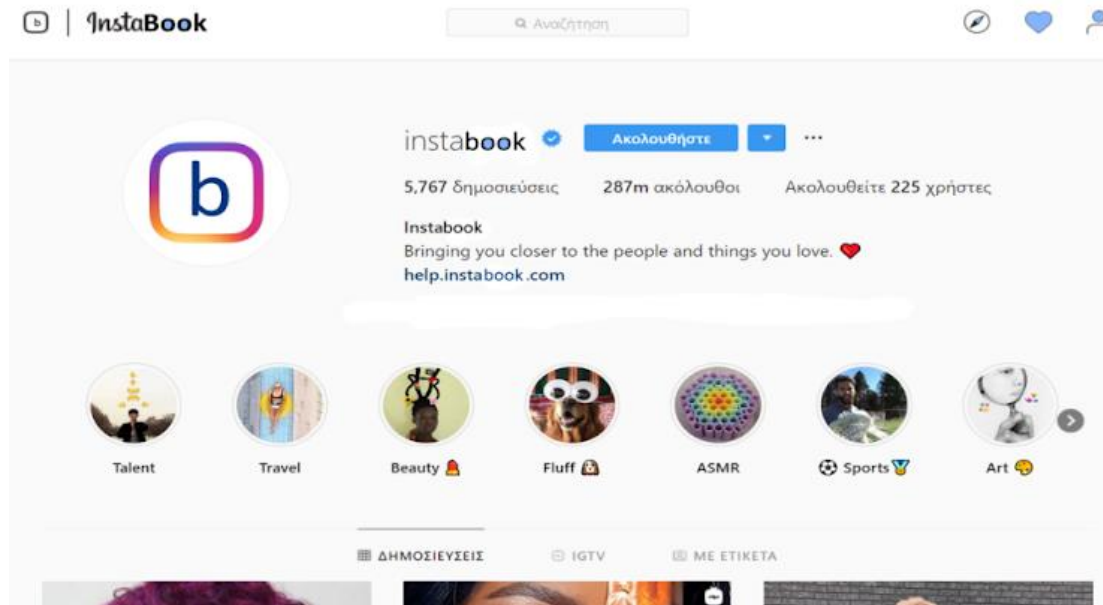 b | InstaBook
Αναζήτηση
instabook Ακολουθήστε
b
5,767 δημοσιεύσεις 287m ακόλουθοι Ακολουθείτε 225 χρήστες
Instabook
Bringing you closer to the people and things you love. ❤️
help.instabook.com
Talent Travel Beauty Fluff ASMR Sports Art
ΔΗΜΟΣΙΕΥΣΕΙΣ IGTV ΜΕ ΕΤΙΚΕΤΑ